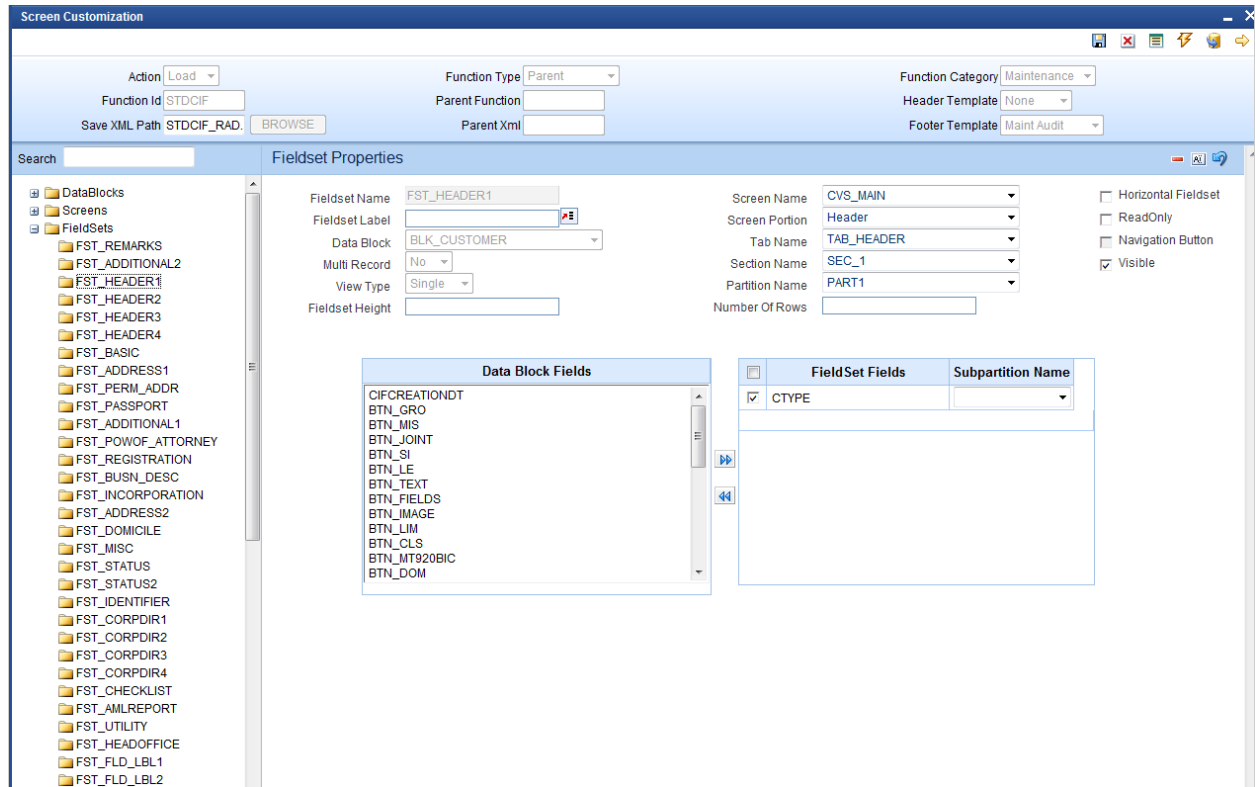 Screen Customization
Action Load Function Type Parent Function Category Maintenance
Function Id STDCIF Parent Function Header Template None
Save XML Path STDCIF_RAD. BROWSE Parent Xml Footer Template Maint Audit
Search Fieldset Properties
DataBlocks
Screens
FieldSets
FST_REMARKS
FST_ADDITIONAL2
FST_HEADER1
FST_HEADER2
FST_HEADER3
FST_HEADER4
FST_BASIC
FST_ADDRESS1
FST_PERM_ADDR
FST_PASSPORT
FST_ADDITIONAL1
FST_POWOF_ATTORNEY
FST_REGISTRATION
FST_BUSN_DESC
FST_INCORPORATION
FST_ADDRESS2
FST_DOMICILE
FST_MISC
FST_STATUS
FST_STATUS2
FST_IDENTIFIER
FST_CORPDIR1
FST_CORPDIR2
FST_CORPDIR3
FST_CORPDIR4
FST_CHECKLIST
FST_AMLREPORT
FST_UTILITY
FST_HEADOFFICE
FST_FLD_LBL1
FST_FLD_LBL2
Fieldset Name FST_HEADER1 Screen Name CVS_MAIN Horizontal Fieldset
Fieldset Label Screen Portion Header ReadOnly
Data Block BLK_CUSTOMER Tab Name TAB_HEADER Navigation Button
Multi Record No Section Name SEC_1 Visible
View Type Single Partition Name PART1
Fieldset Height Number Of Rows
Data Block Fields
CIFCREATIONDT
BTN_GRO
BTN_MIS
BTN_JOINT
BTN_SI
BTN_LE
BTN_TEXT
BTN_FIELDS
BTN_IMAGE
BTN_LIM
BTN_CLS
BTN_MT920BIC
BTN_DOM
FieldSet Fields Subpartition Name
CTYPE